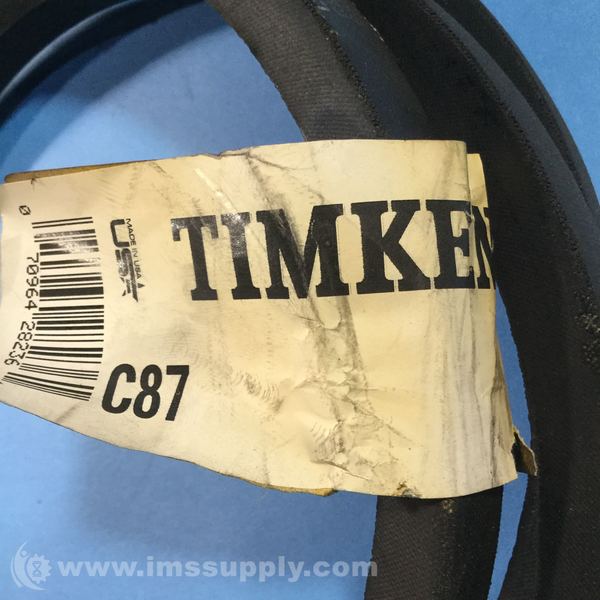 TIMKEN
MADE IN USA
USA
C87
0 70964 28236
www.imssupply.com